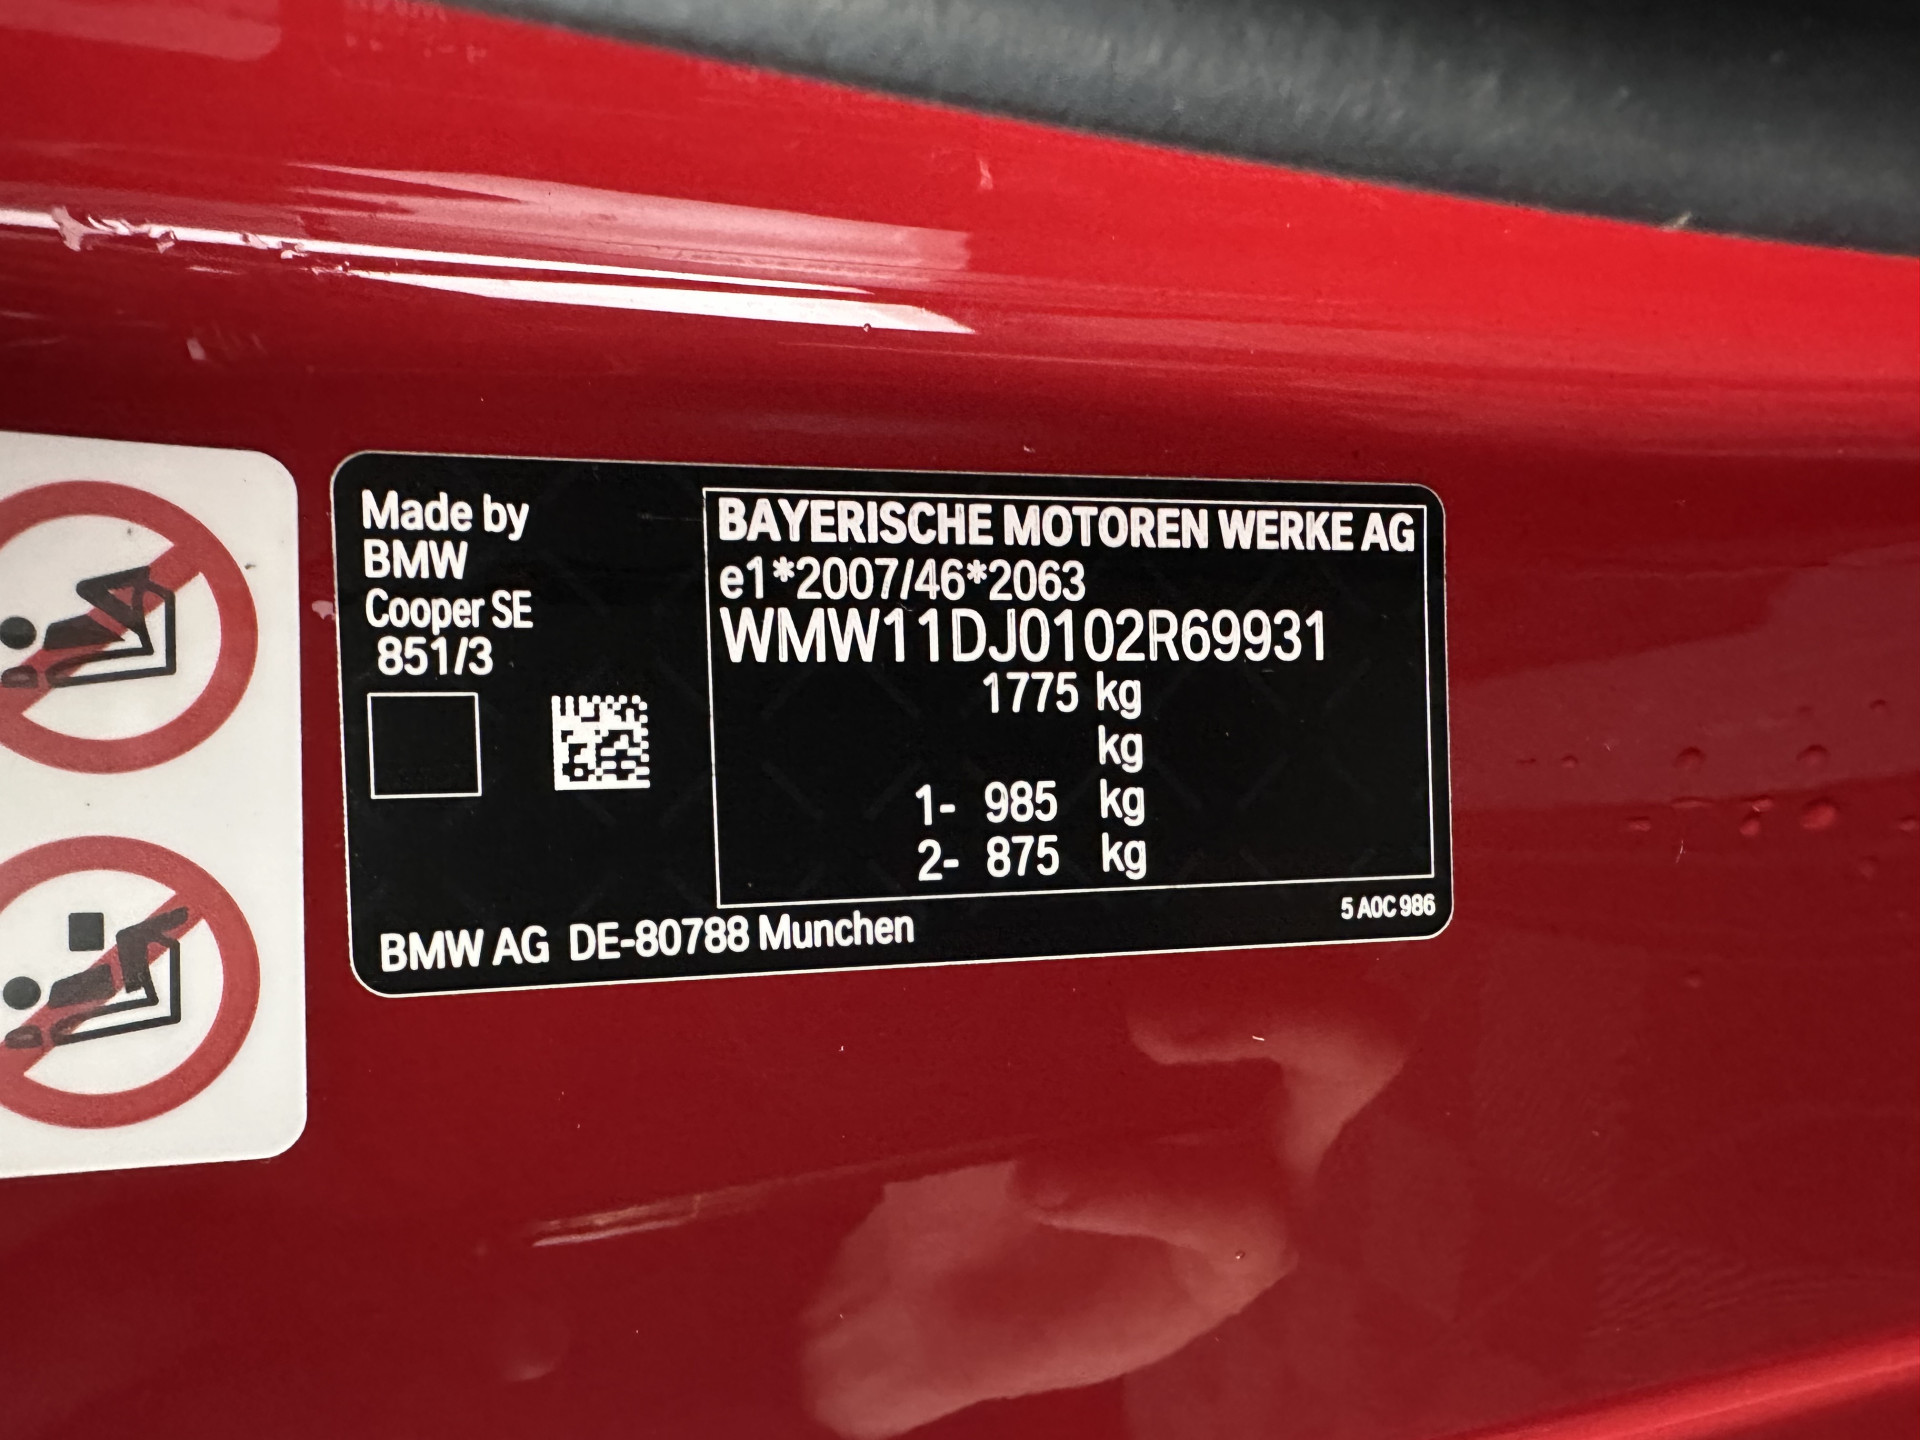 Made by
BMW
Cooper SE
851/3
BAYERISCHE MOTOREN WERKE AG
e1*2007/46*2063
WMW11DJ0102R69931
1775 kg
kg
1- 985 kg
2- 875 kg
5 A0C 986
BMW AG DE-80788 Munchen